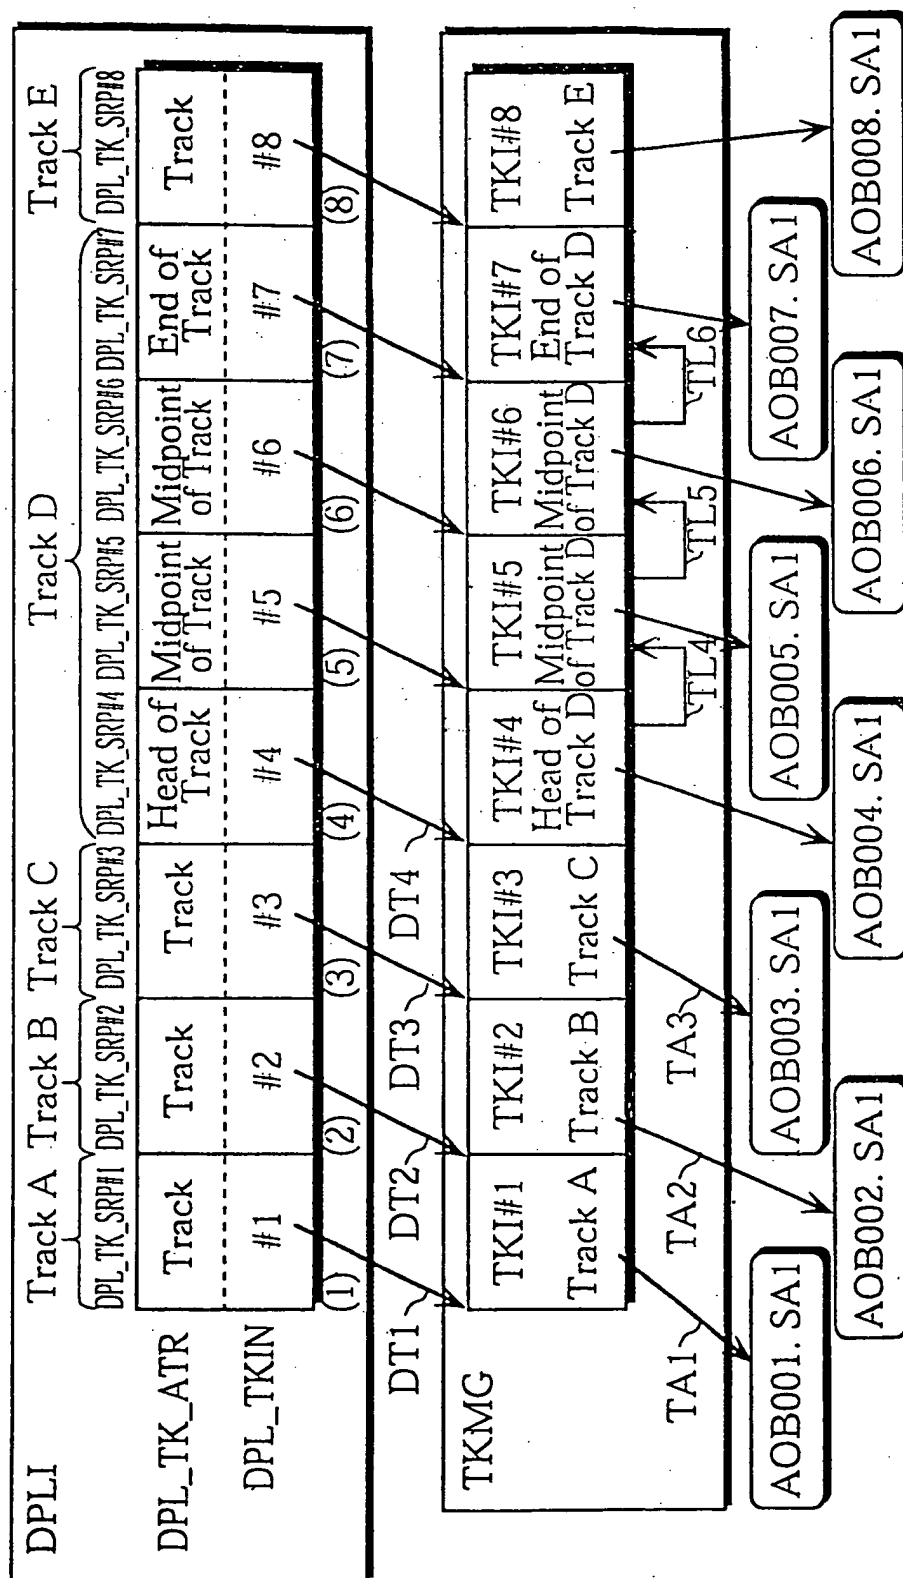 DPLI
Track A Track B Track C Track D Track E
DPL_TK_SRP#1 DPL_TK_SRP#2 DPL_TK_SRP#3 DPL_TK_SRP#4 DPL_TK_SRP#5 DPL_TK_SRP#6 DPL_TK_SRP#7 DPL_TK_SRP#8
DPL_TK_ATR
Track
Track
Track
Head of
Track
Midpoint
of Track
Midpoint
of Track
End of
Track
Track
DPL_TKIN
#1 #2 #3 #4 #5 #6 #7 #8
(1) (2) (3) (4) (5) (6) (7) (8)
DT1 DT2 DT3 DT4
TKMG
TKI#1
Track A
TKI#2
Track B
TKI#3
Track C
TKI#4
Head of
Track D
TKI#5
Midpoint
of Track D
TKI#6
Midpoint
of Track D
TKI#7
End of
Track D
TKI#8
Track E
TA1 TA2 TA3 TL4 TL5 TL6
AOB001. SA1
AOB003. SA1
AOB005. SA1
AOB007. SA1
AOB002. SA1
AOB004. SA1
AOB006. SA1
AOB008. SA1